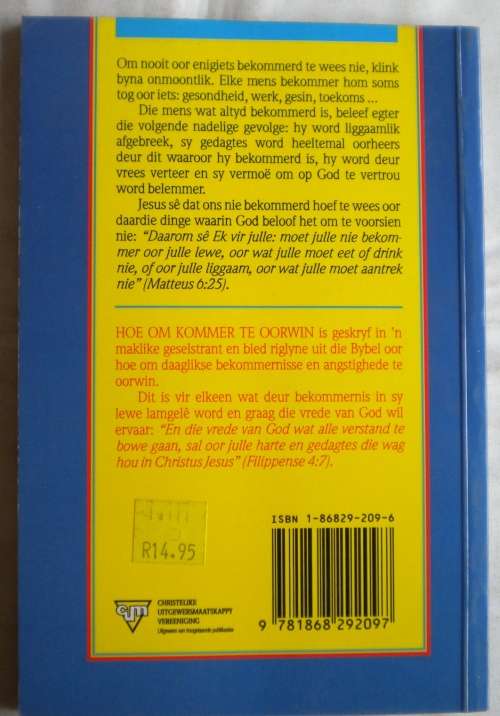 Om nooit oor enigiets bekommerd te wees nie, klink
byna onmoontlik. Elke mens bekommer hom soms
tog oor iets: gesondheid, werk, gesin, toekoms ...
Die mens wat altyd bekommerd is, beleef egter
die volgende nadelige gevolge: hy word liggaamlik
afgebreek, sy gedagtes word heeltemal oorheers
deur dit waaroor hy bekommerd is, hy word deur
vrees verteer en sy vermoë om op God te vertrou
word belemmer.
Jesus sê dat ons nie bekommerd hoef te wees oor
daardie dinge waarin God beloof het om te voorsien
nie: “Daarom sê Ek vir julle: moet julle nie bekom-
mer oor julle lewe, oor wat julle moet eet of drink
nie, of oor julle liggaam, oor wat julle moet aantrek
nie” (Matteus 6:25).
HOE OM KOMMER TE OORWIN is geskryf in 'n
maklike geselstrant en bied riglyne uit die Bybel oor
hoe om daaglikse bekommernisse en angstighede te
oorwin.
Dit is vir elkeen wat deur bekommernis in sy
lewe lamgelê word en graag die vrede van God wil
ervaar: “En die vrede van God wat alle verstand te
bowe gaan, sal oor julle harte en gedagtes die wag
hou in Christus Jesus” (Filippense 4:7).
R14.95
ISBN 1-86829-209-6
9 781868 292097
cum
CHRISTELIKE
UITGEWERSMAATSKAPPY
VEREENIGING
Uitgewers van hoogstaande publikasies